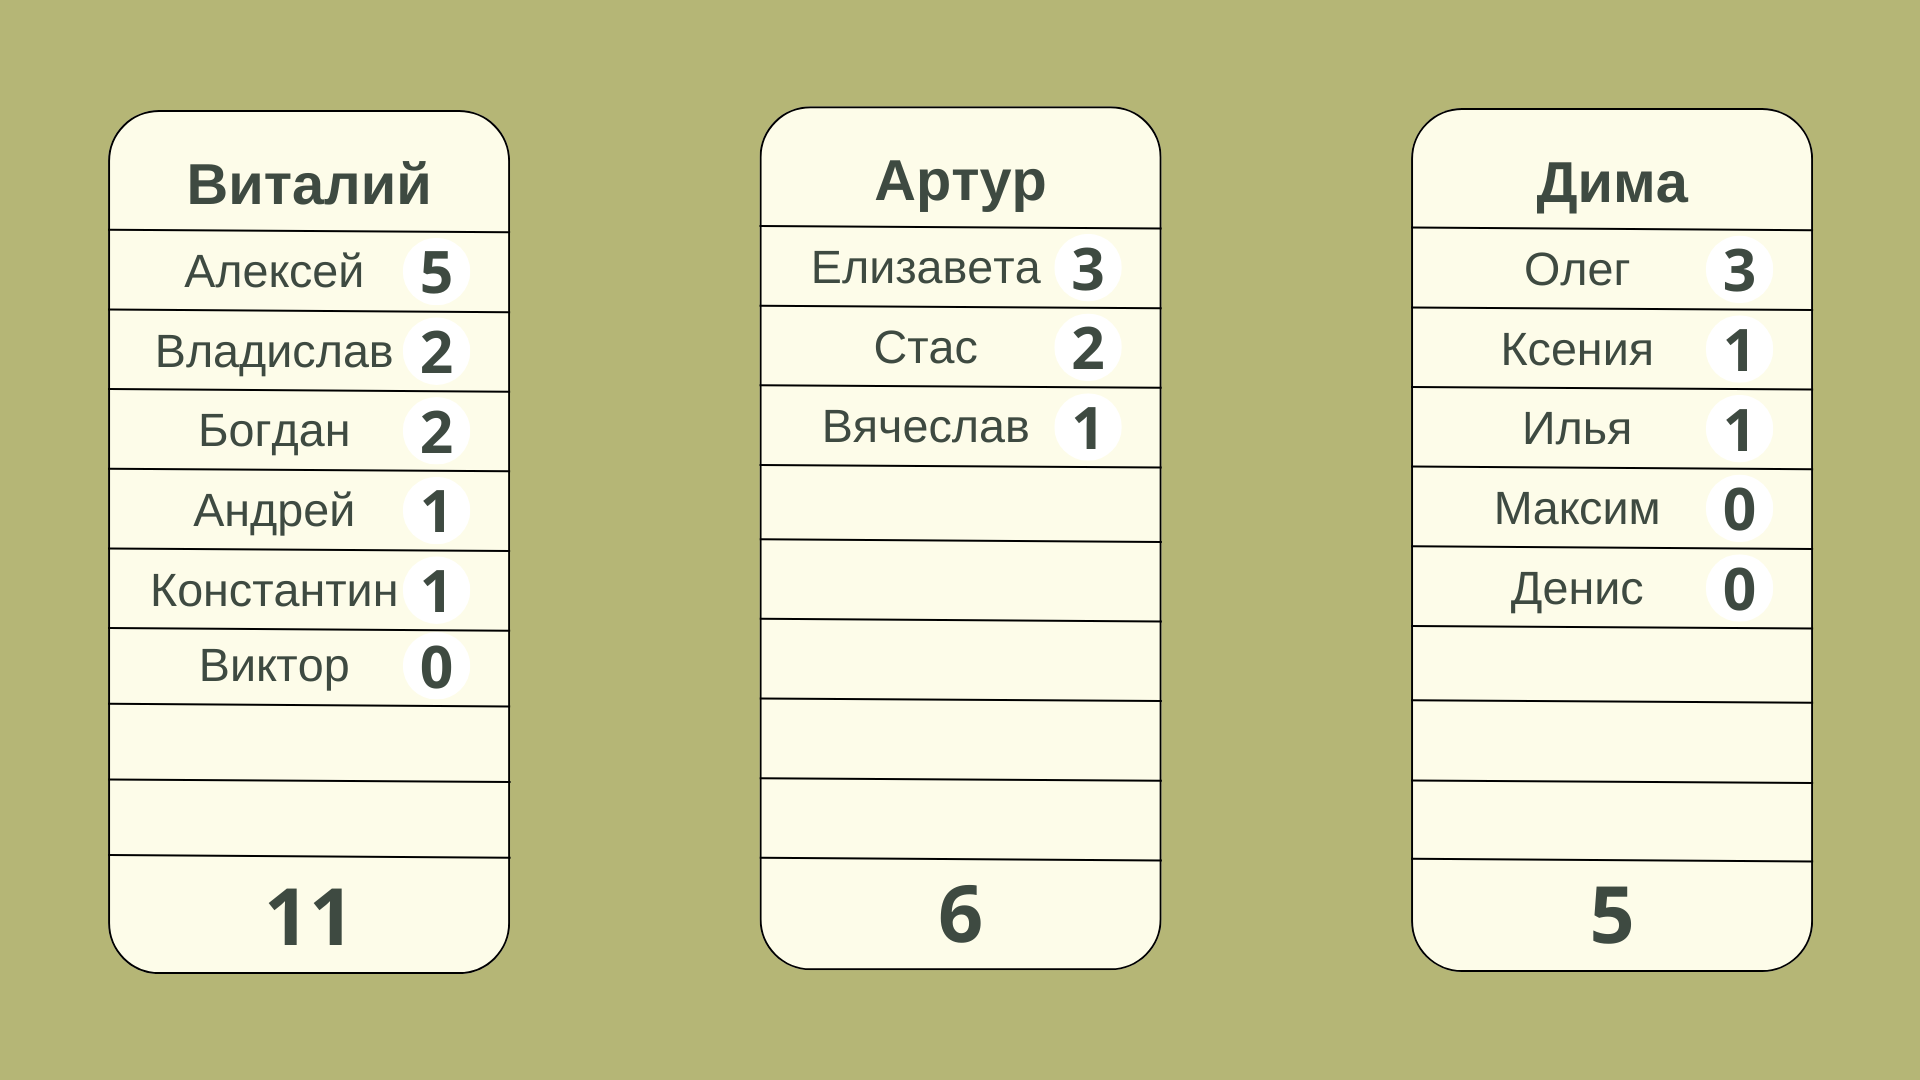 Виталий
Алексей 5
Владислав 2
Богдан 2
Андрей 1
Константин 1
Виктор 0
11
Артур
Елизавета 3
Стас 2
Вячеслав 1
6
Дима
Олег 3
Ксения 1
Илья 1
Максим 0
Денис 0
5